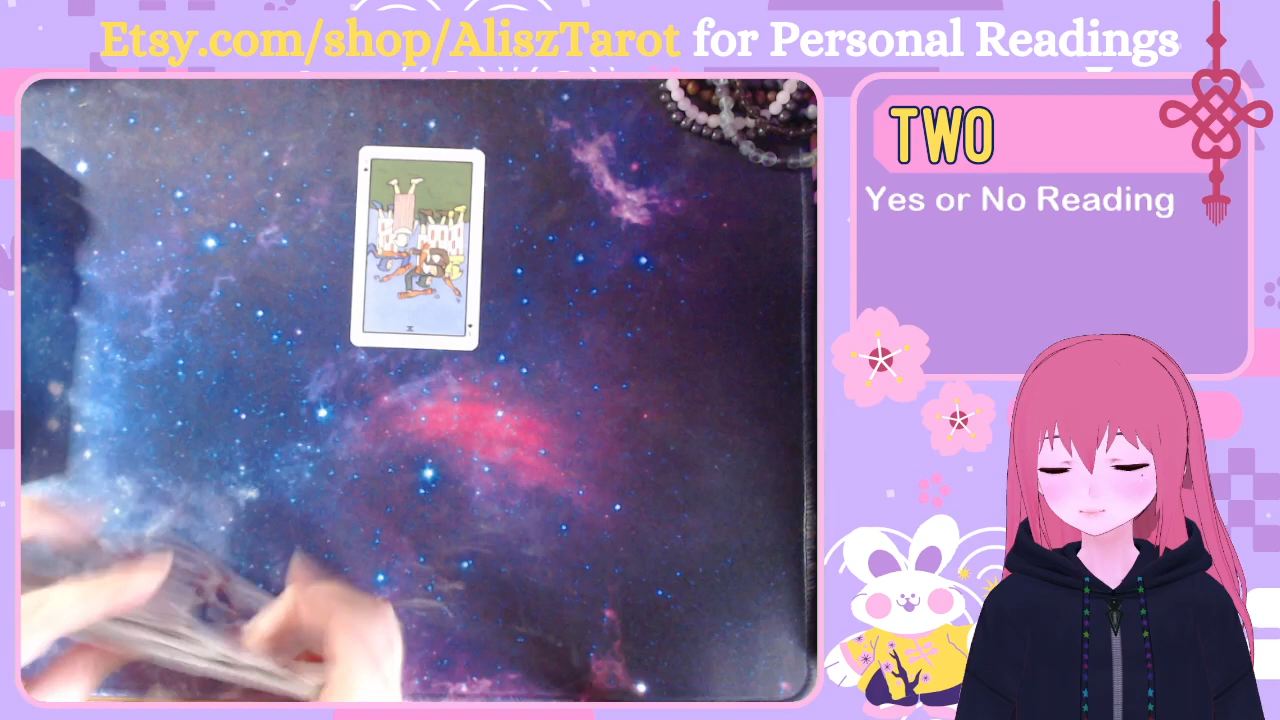 Etsy.com/shop/AliszTarot for Personal Readings
TWO
Yes or No Reading